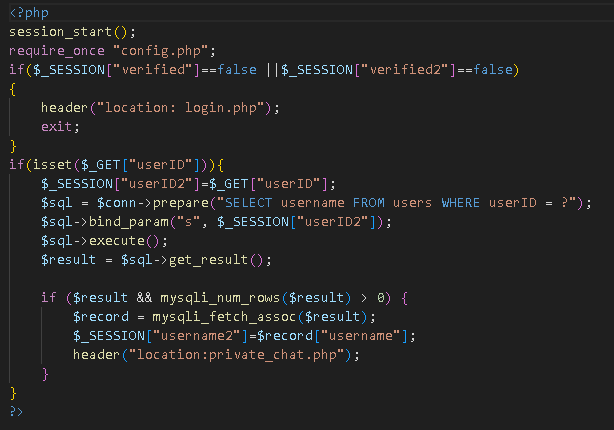 <?php
session_start();
require_once "config.php";
if($_SESSION["verified"]==false ||$_SESSION["verified2"]==false)
{
    header("location: login.php");
    exit;
}
if(isset($_GET["userID"])){
    $_SESSION["userID2"]=$_GET["userID"];
    $sql = $conn->prepare("SELECT username FROM users WHERE userID = ?");
    $sql->bind_param("s", $_SESSION["userID2"]);
    $sql->execute();
    $result = $sql->get_result();

    if ($result && mysqli_num_rows($result) > 0) {
        $record = mysqli_fetch_assoc($result);
        $_SESSION["username2"]=$record["username"];
        header("location:private_chat.php");
    }
}
?>